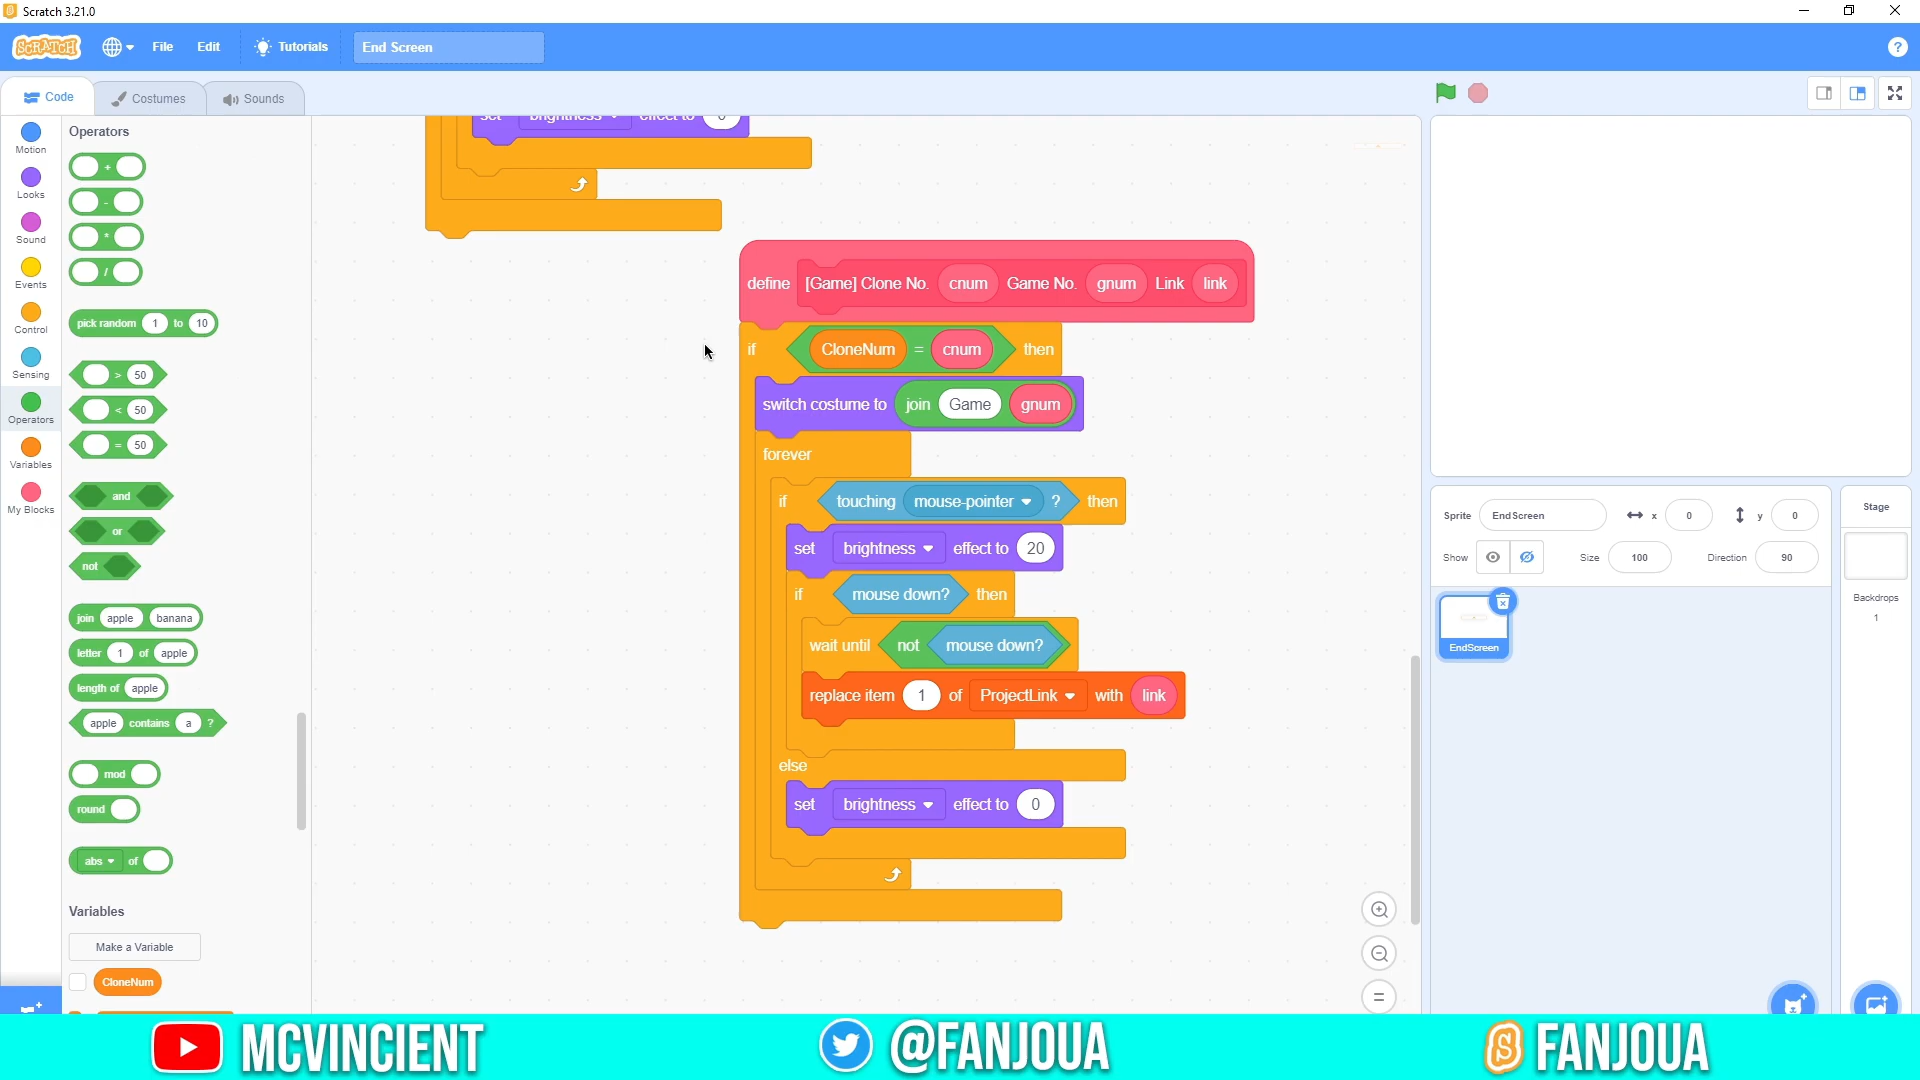 Scratch 3.21.0
SCRATCH File Edit Tutorials End Screen ?
Code Costumes Sounds
Motion
Looks
Sound
Events
Control
Sensing
Operators
Variables
My Blocks
Operators
+
-
*
/
pick random 1 to 10
> 50
< 50
= 50
and
or
not
join apple banana
letter 1 of apple
length of apple
apple contains a ?
mod
round
abs of
Variables
Make a Variable
CloneNum
set brightness effect to 0
define [Game] Clone No. cnum Game No. gnum Link link
if CloneNum = cnum then
switch costume to join Game gnum
forever
if touching mouse-pointer ? then
set brightness effect to 20
if mouse down? then
wait until not mouse down?
replace item 1 of ProjectLink with link
else
set brightness effect to 0
Sprite EndScreen x 0 y 0
Show Size 100 Direction 90
EndScreen
Stage
Backdrops
1
MCVINCIENT @FANJOUA S FANJOUA